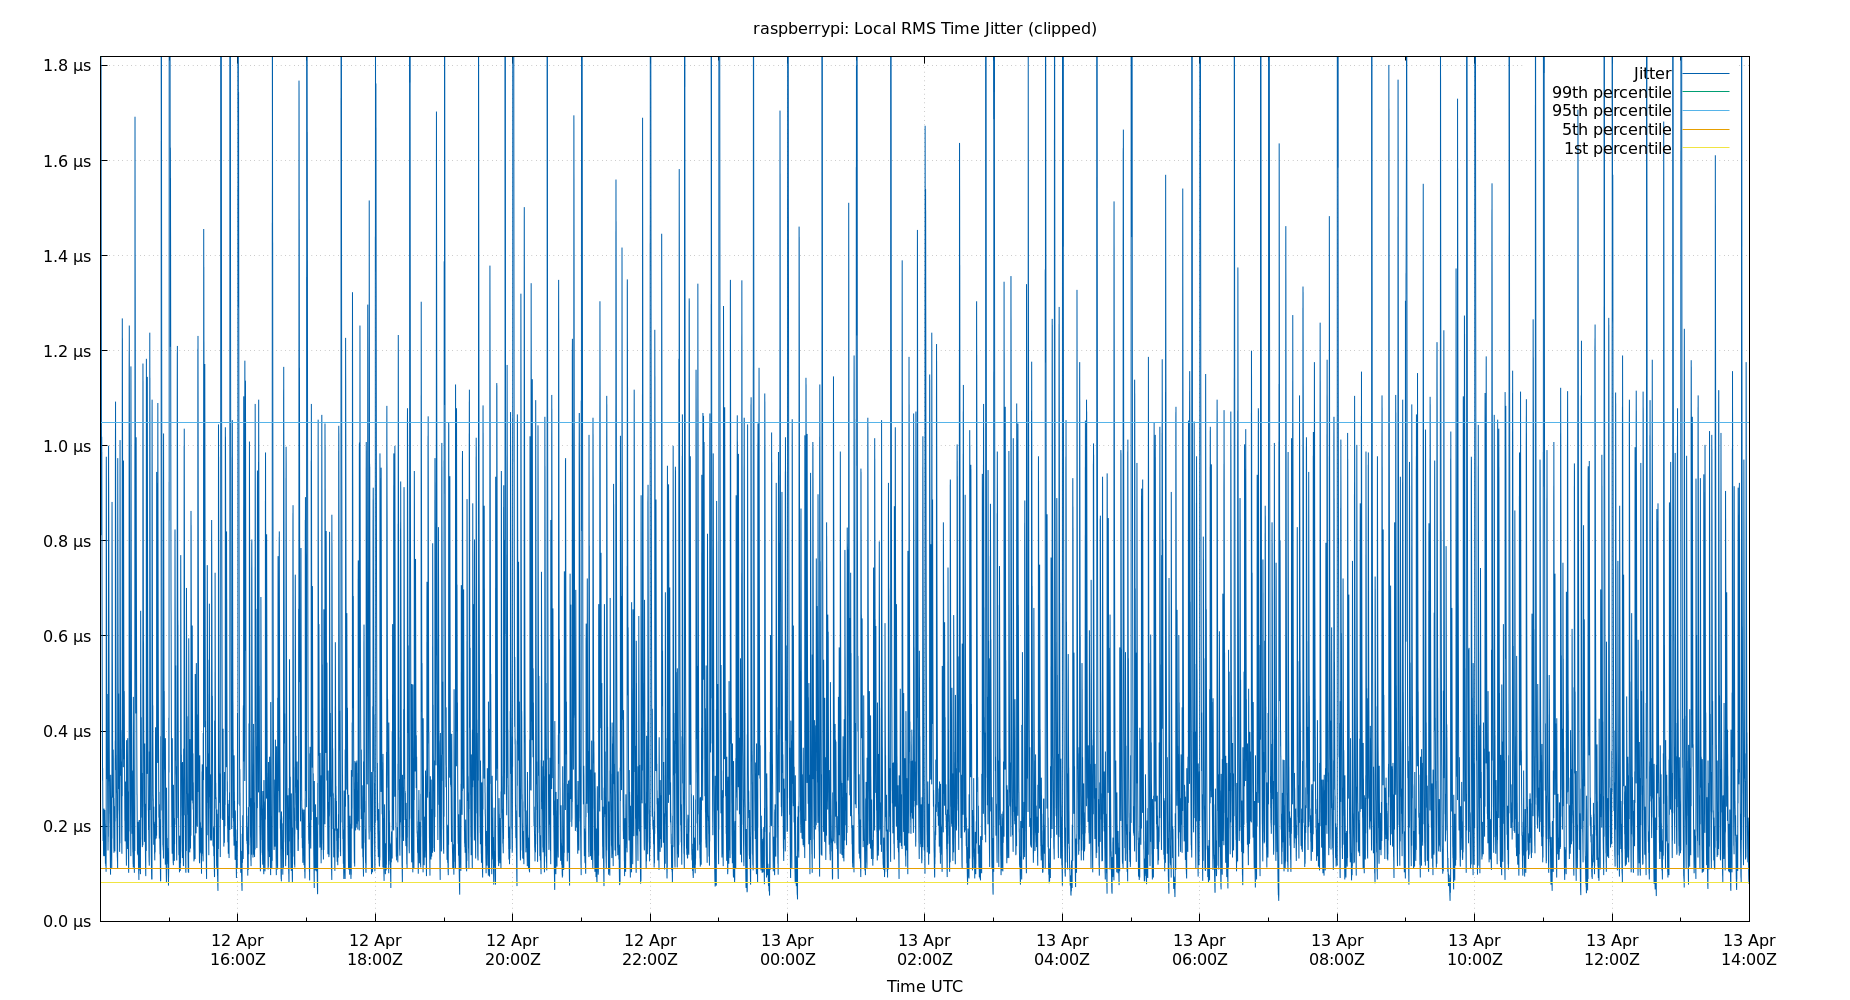 raspberrypi: Local RMS Time Jitter (clipped)
1.8 μs
1.6 μs
1.4 μs
1.2 μs
1.0 μs
0.8 μs
0.6 μs
0.4 μs
0.2 μs
0.0 μs
Jitter
99th percentile
95th percentile
5th percentile
1st percentile
12 Apr 12 Apr 12 Apr 12 Apr 13 Apr 13 Apr 13 Apr 13 Apr 13 Apr 13 Apr 13 Apr 13 Apr
16:00Z 18:00Z 20:00Z 22:00Z 00:00Z 02:00Z 04:00Z 06:00Z 08:00Z 10:00Z 12:00Z 14:00Z
Time UTC